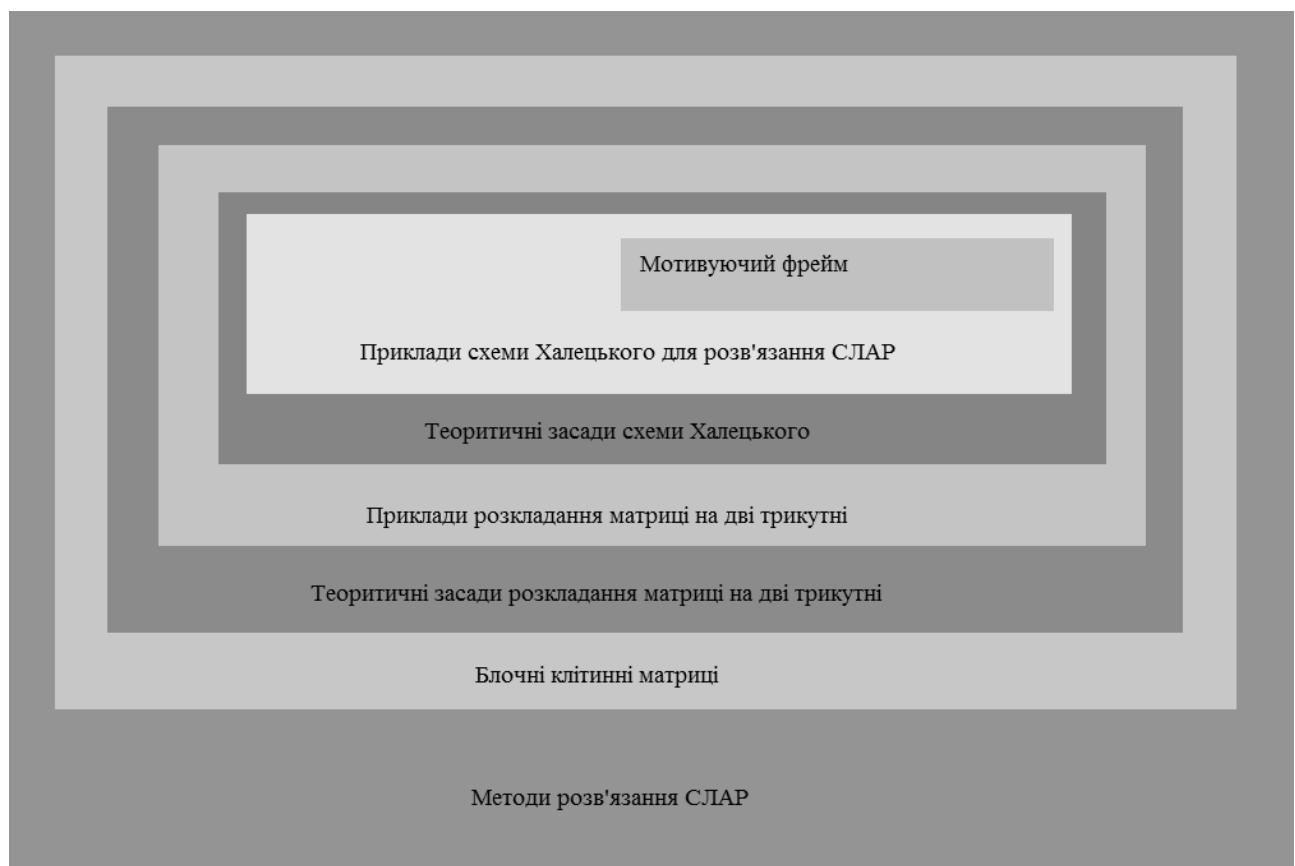 Мотивуючий фрейм
Приклади схеми Халецького для розв'язання СЛАР
Теоритичні засади схеми Халецького
Приклади розкладання матриці на дві трикутні
Теоритичні засади розкладання матриці на дві трикутні
Блочні клітинні матриці
Методи розв'язання СЛАР